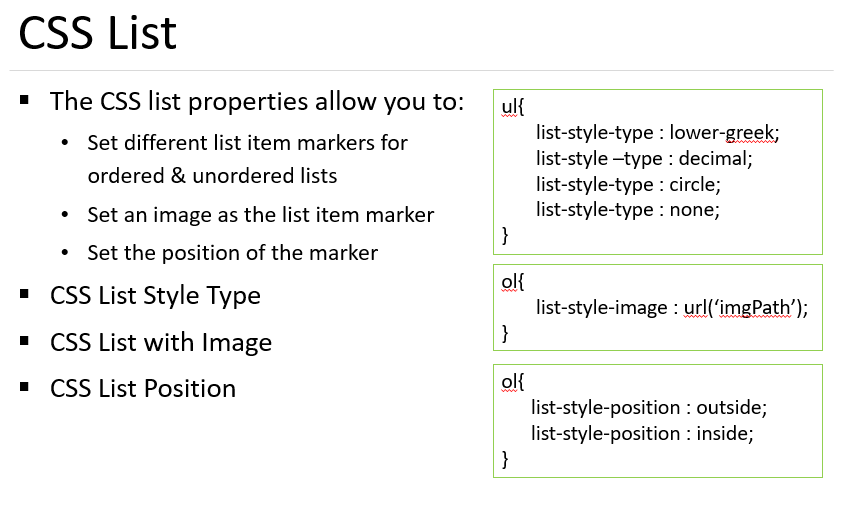 CSS List
▪ The CSS list properties allow you to:
• Set different list item markers for
ordered & unordered lists
• Set an image as the list item marker
• Set the position of the marker
▪ CSS List Style Type
▪ CSS List with Image
▪ CSS List Position
ul{
list-style-type : lower-greek;
list-style –type : decimal;
list-style-type : circle;
list-style-type : none;
}
ol{
list-style-image : url(‘imgPath’);
}
ol{
list-style-position : outside;
list-style-position : inside;
}